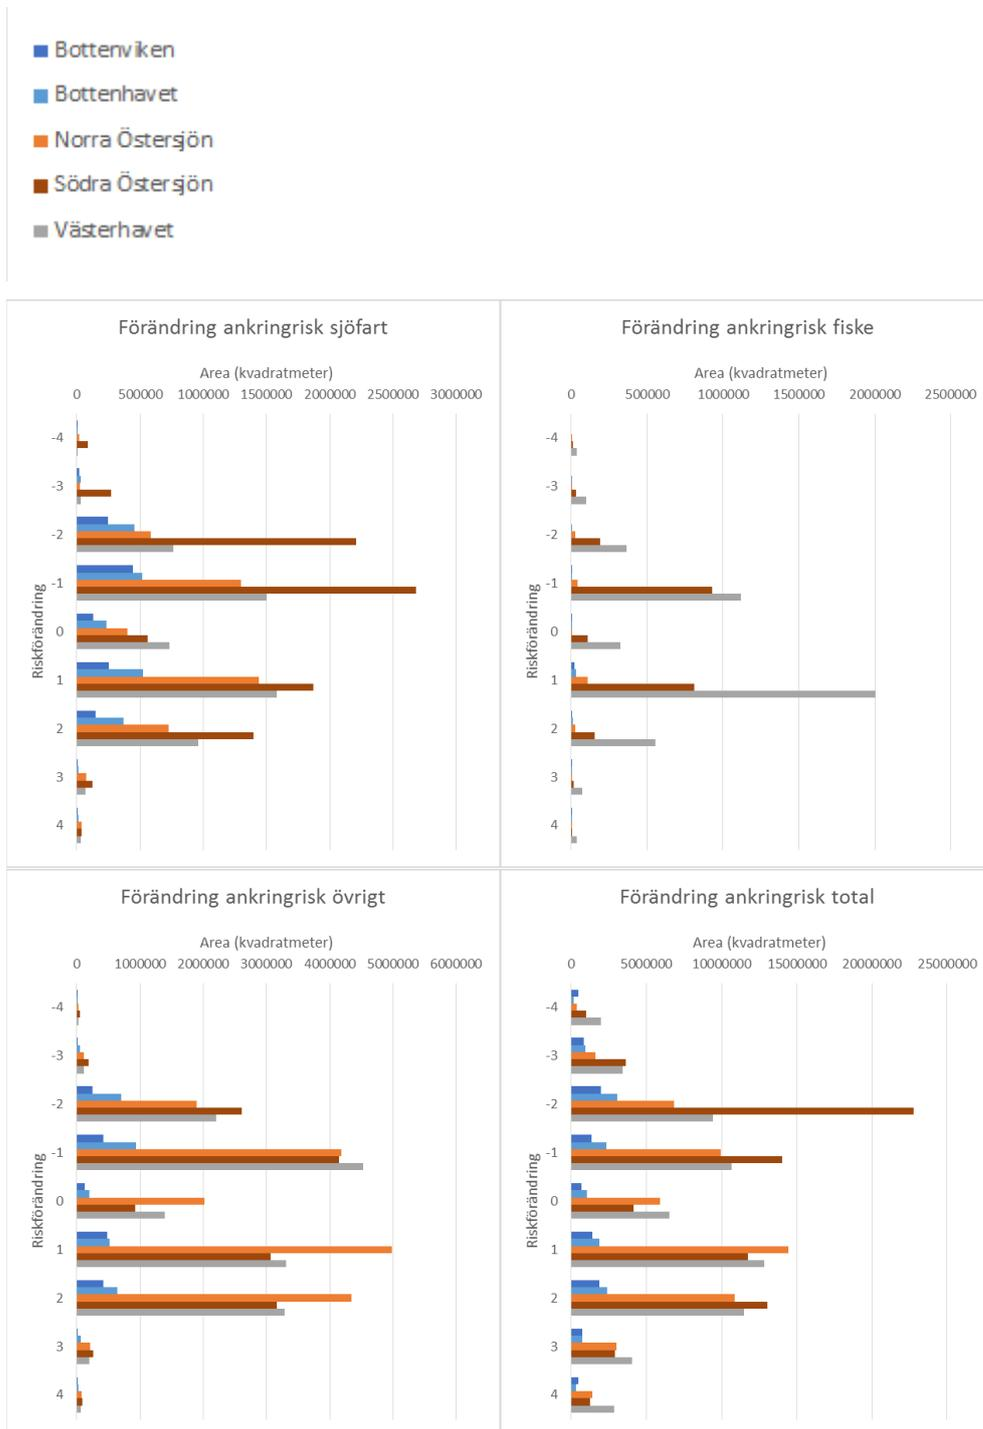 Bottenviken
Bottenhavet
Norra Östersjön
Södra Östersjön
Västerhavet
Förändring ankringrisk sjöfart
Area (kvadratmeter)
0 500000 1000000 1500000 2000000 2500000 3000000
-4
-3
-2
-1
0
1
2
3
4
Riskförändring
Förändring ankringrisk fiske
Area (kvadratmeter)
0 500000 1000000 1500000 2000000 2500000
-4
-3
-2
-1
0
1
2
3
4
Riskförändring
Förändring ankringrisk övrigt
Area (kvadratmeter)
0 1000000 2000000 3000000 4000000 5000000 6000000
-4
-3
-2
-1
0
1
2
3
4
Riskförändring
Förändring ankringrisk total
Area (kvadratmeter)
0 5000000 10000000 15000000 20000000 25000000
-4
-3
-2
-1
0
1
2
3
4
Riskförändring